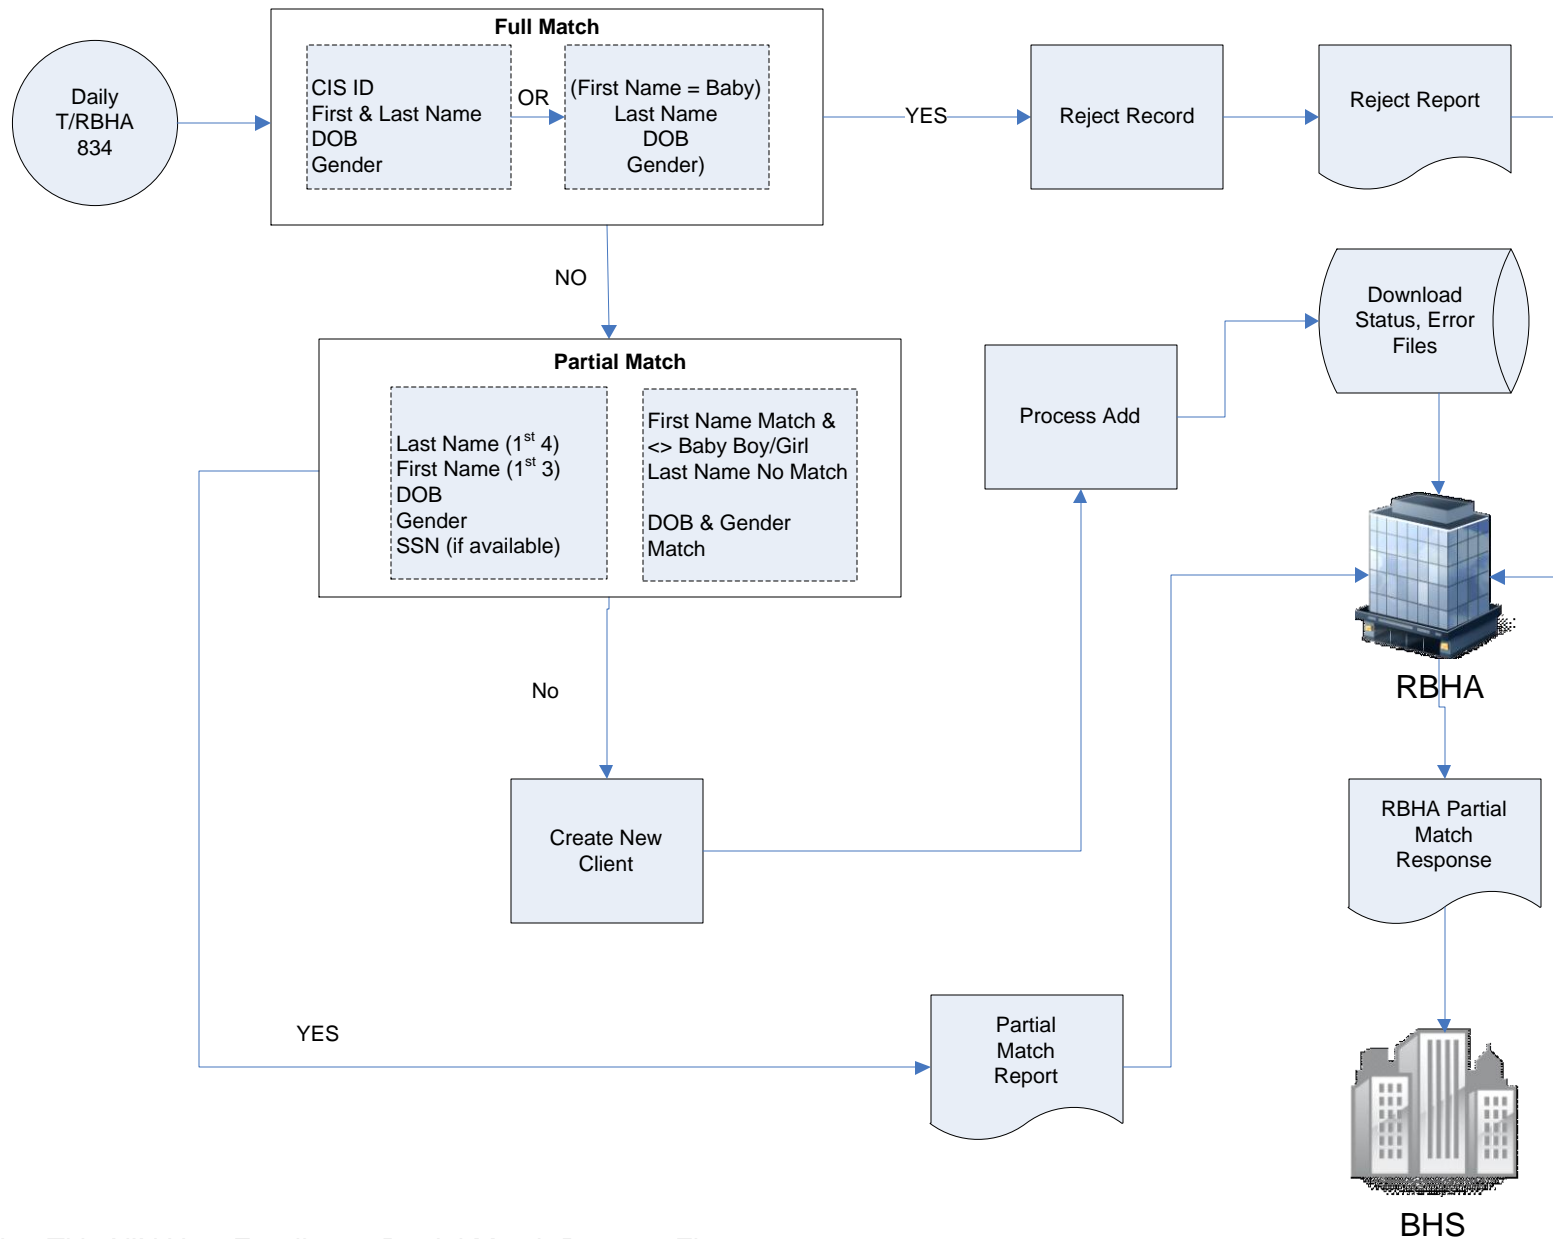 Full Match
Daily
T/RBHA
834
CIS ID
First & Last Name
DOB
Gender
OR
(First Name = Baby)
Last Name
DOB
Gender)
YES
Reject Record
Reject Report
NO
Partial Match
Last Name (1st 4)
First Name (1st 3)
DOB
Gender
SSN (if available)
First Name Match &
<> Baby Boy/Girl
Last Name No Match
DOB & Gender
Match
Process Add
Download
Status, Error
Files
RBHA
No
Create New
Client
RBHA Partial
Match
Response
YES
Partial
Match
Report
BHS